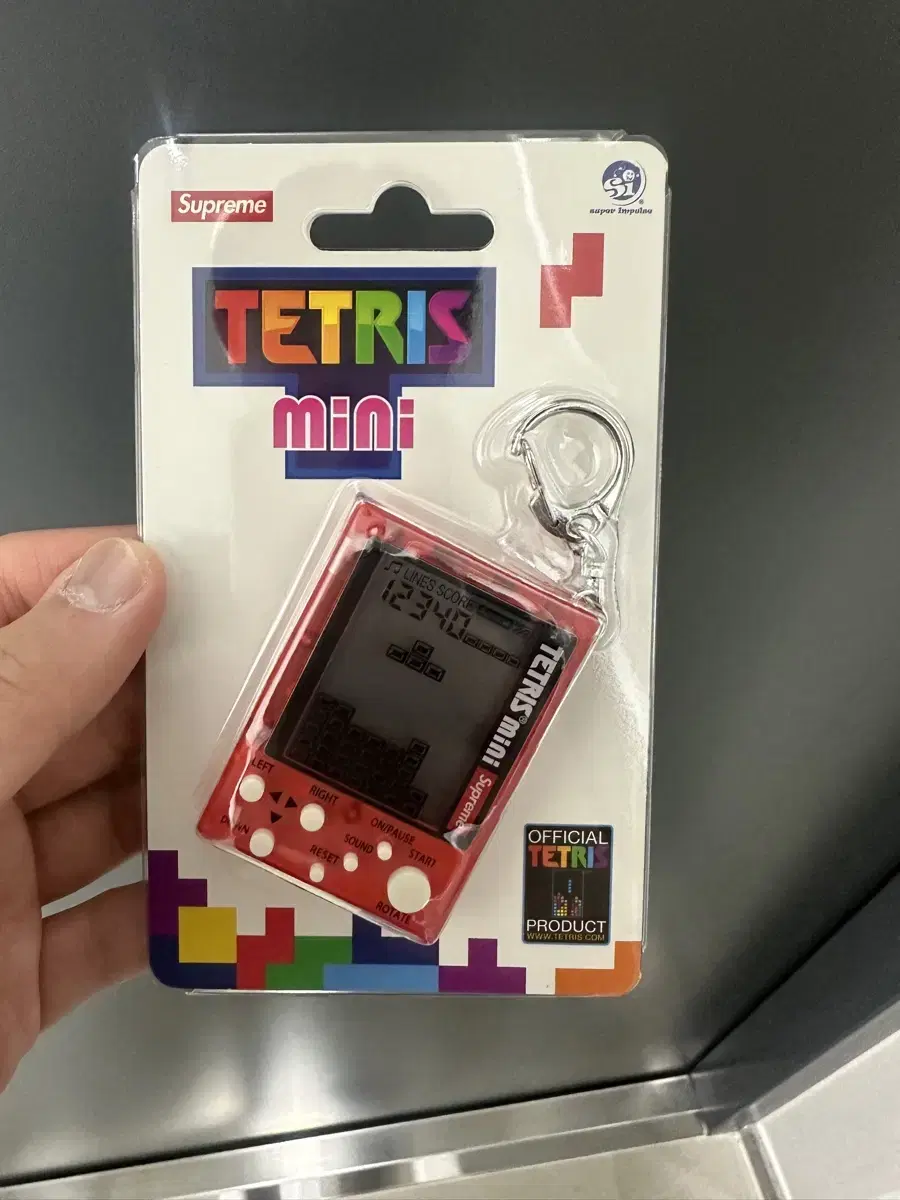 Supreme
Si
super impulse
TETRIS
mini
LINES SCORE
12340
TETRIS® mini
Supreme
LEFT
RIGHT
DOWN
ON/PAUSE
SOUND
START
RESET
ROTATE
OFFICIAL
TETRIS
PRODUCT
WWW.TETRIS.COM